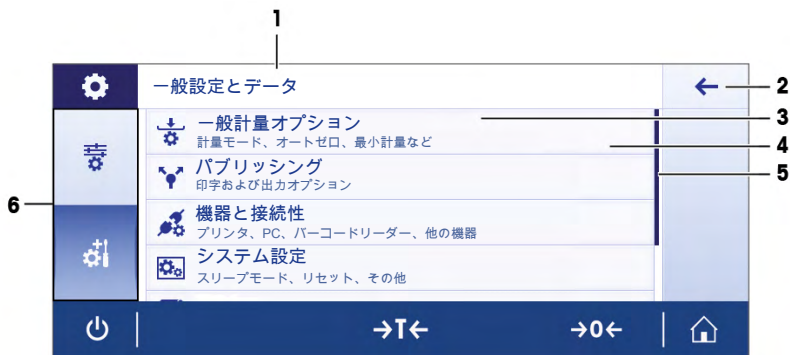 1
一般設定とデータ
2
一般計量オプション
3
計量モード、オートゼロ、最小計量など
4
パブリッシング
5
印字および出力オプション
6
機器と接続性
プリンタ、PC、バーコードリーダー、他の機器
システム設定
スリープモード、リセット、その他
→T←
→0←